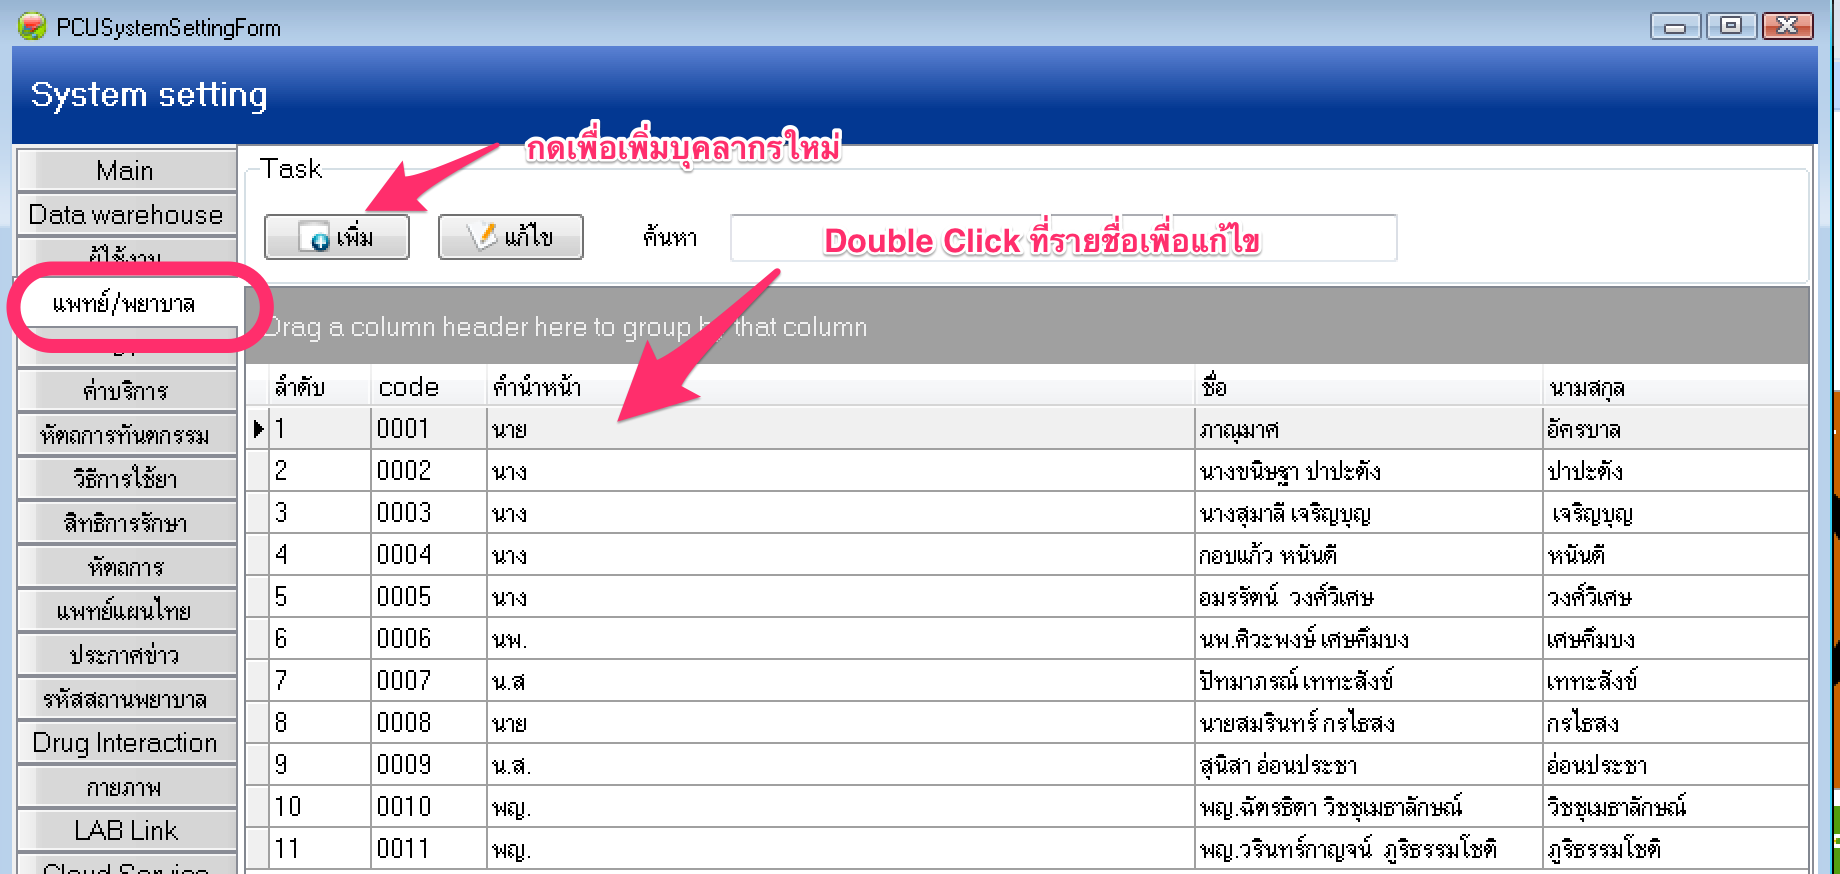 PCUSystemSettingForm
System setting
กดเพื่อเพิ่มบุคลากรใหม่
Main
Data warehouse
ผู้ใช้งาน
แพทย์/พยาบาล
ค่าบริการ
หัตถการทันตกรรม
วิธีการใช้ยา
สิทธิการรักษา
หัตถการ
แพทย์แผนไทย
ประกาศข่าว
รหัสสถานพยาบาล
Drug Interaction
กายภาพ
LAB Link
Cloud Service
Task
เพิ่ม แก้ไข ค้นหา
Double Click ที่รายชื่อเพื่อแก้ไข
Drag a column header here to group by that column
ลำดับ code คำนำหน้า ชื่อ นามสกุล
1 0001 นาย ภาณุมาศ อัครบาล
2 0002 นาง นางขนิษฐา ปาปะตัง ปาปะตัง
3 0003 นาง นางสุมาลี เจริญบุญ เจริญบุญ
4 0004 นาง กอบแก้ว หนันดี หนันดี
5 0005 นาง อมรรัตน์ วงศ์วิเศษ วงศ์วิเศษ
6 0006 นพ. นพ.ศิวะพงษ์ เศษคึมบง เศษคึมบง
7 0007 น.ส ปัทมาภรณ์ เททะสังข์ เททะสังข์
8 0008 นาย นายสมรินทร์ กรไธสง กรไธสง
9 0009 น.ส. สุนิสา อ่อนประชา อ่อนประชา
10 0010 พญ. พญ.ฉัตรธิดา วิชชุเมธาลักษณ์ วิชชุเมธาลักษณ์
11 0011 พญ. พญ.วรินทร์กาญจน์ ภูริธรรมโชติ ภูริธรรมโชติ